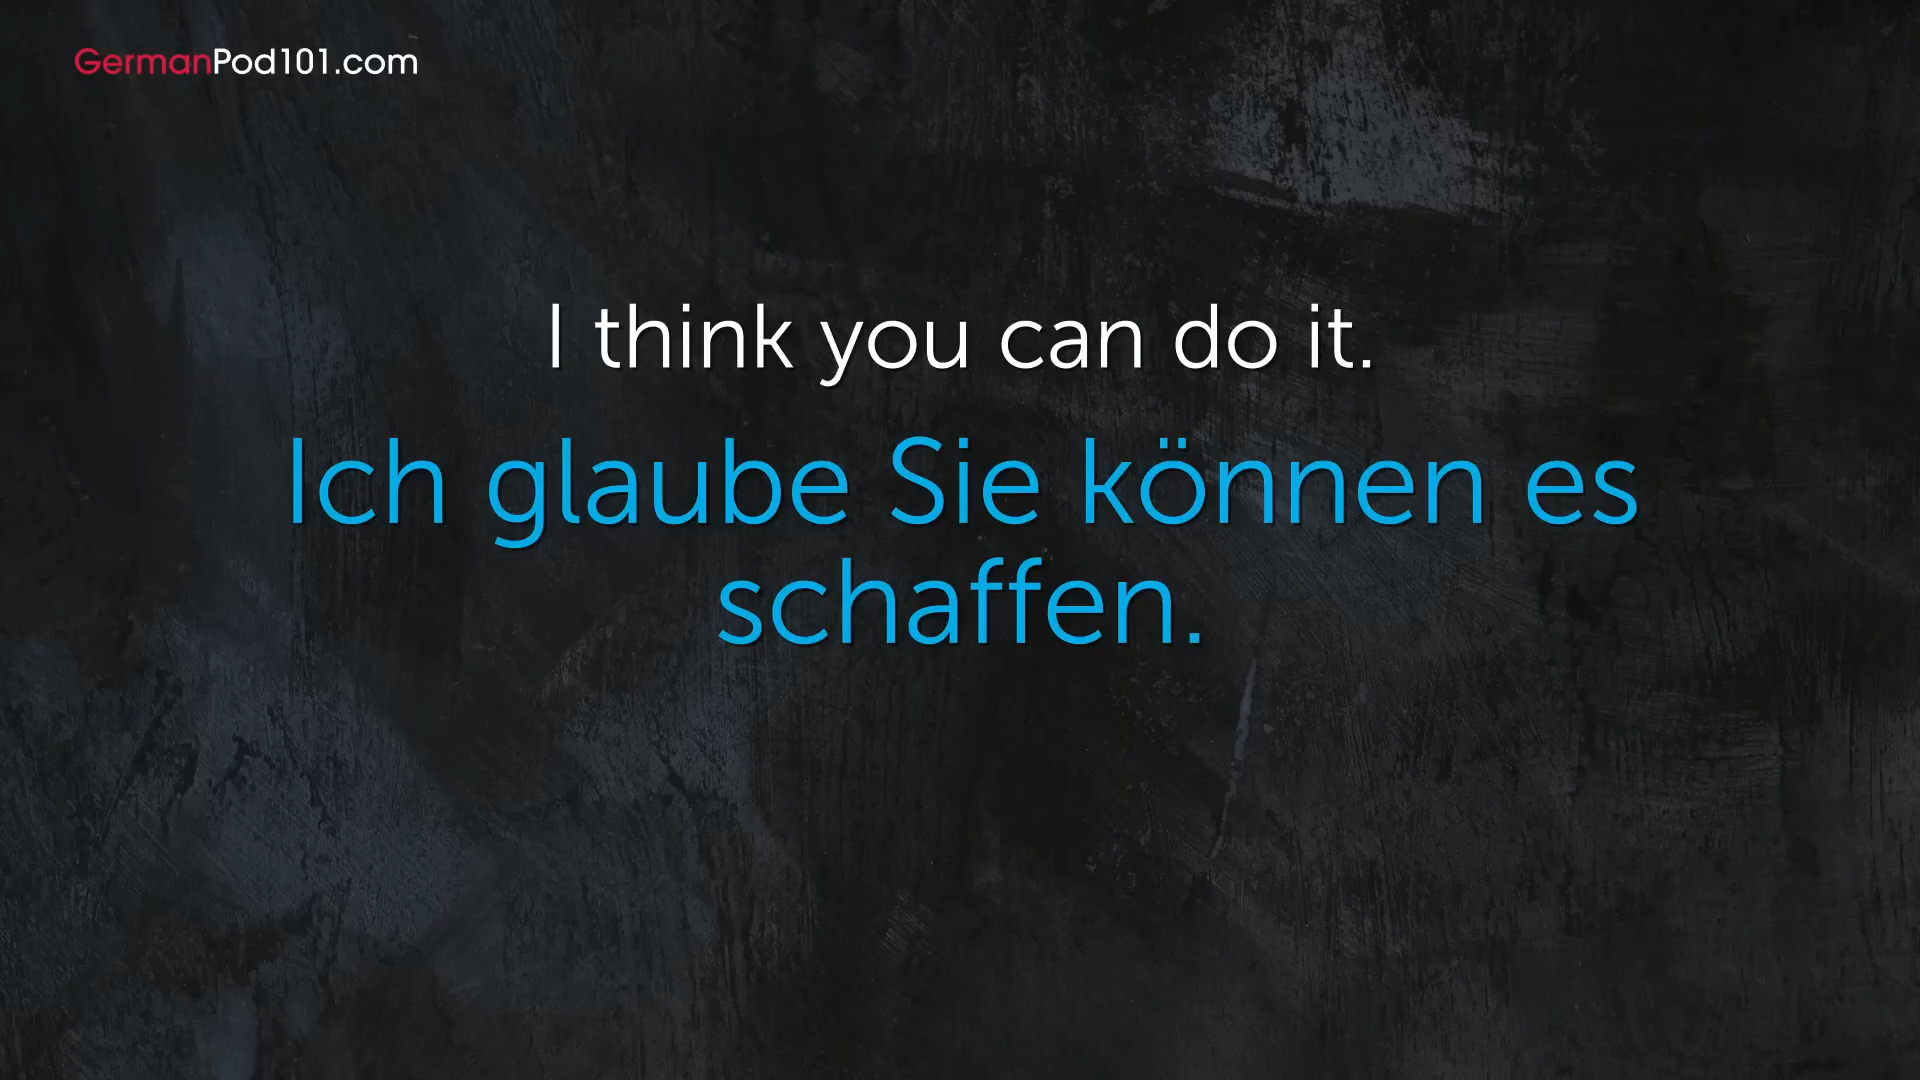 GermanPod101.com
I think you can do it.
Ich glaube Sie können es
schaffen.